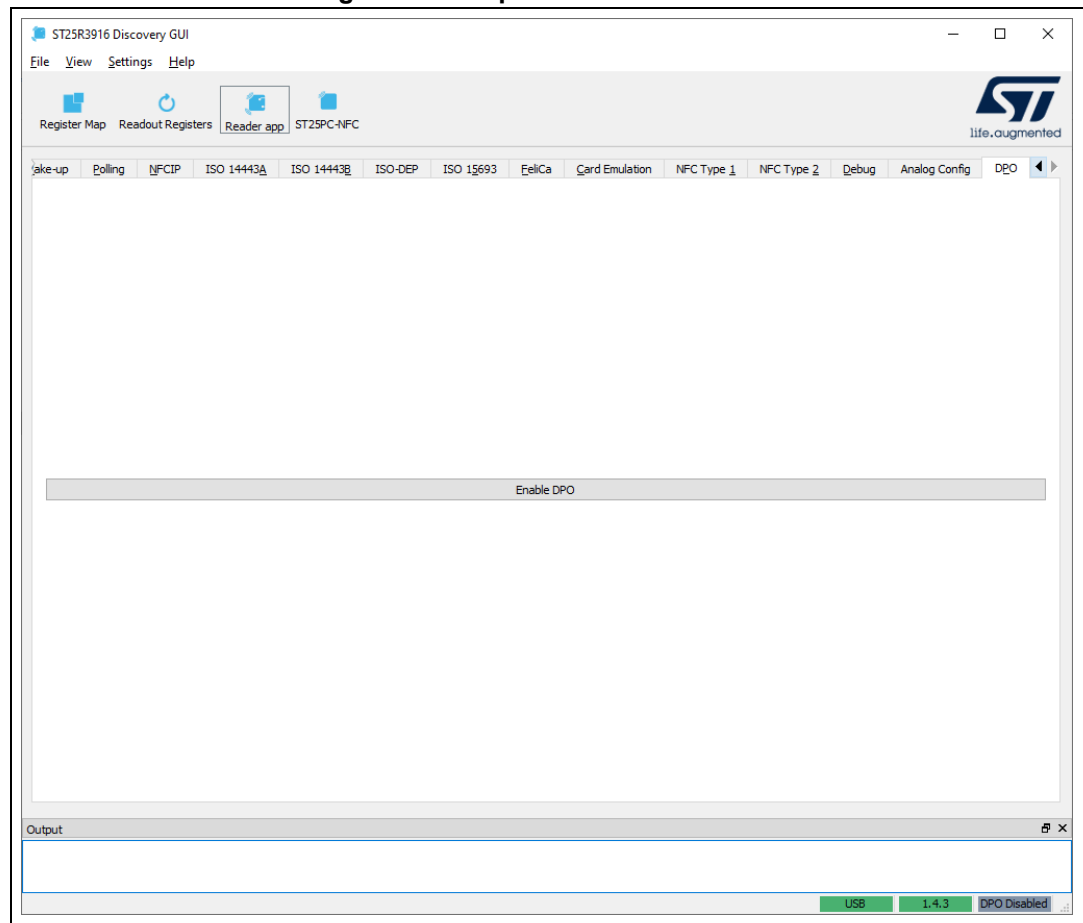 ST25R3916 Discovery GUI
File View Settings Help
Register Map Readout Registers Reader app ST25PC-NFC
life.augmented
ake-up Polling NFCIP ISO 14443A ISO 14443B ISO-DEP ISO 15693 FeliCa Card Emulation NFC Type 1 NFC Type 2 Debug Analog Config DPO
Enable DPO
Output
USB 1.4.3 DPO Disabled